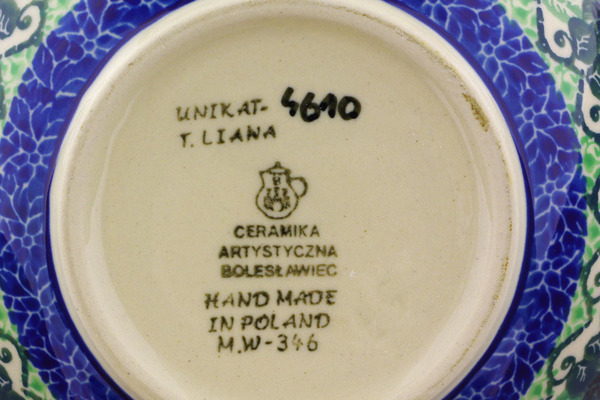 UNIKAT- 4610
T. LIANA
CERAMIKA
ARTYSTYCZNA
BOLESŁAWIEC
HAND MADE
IN POLAND
M.W-346